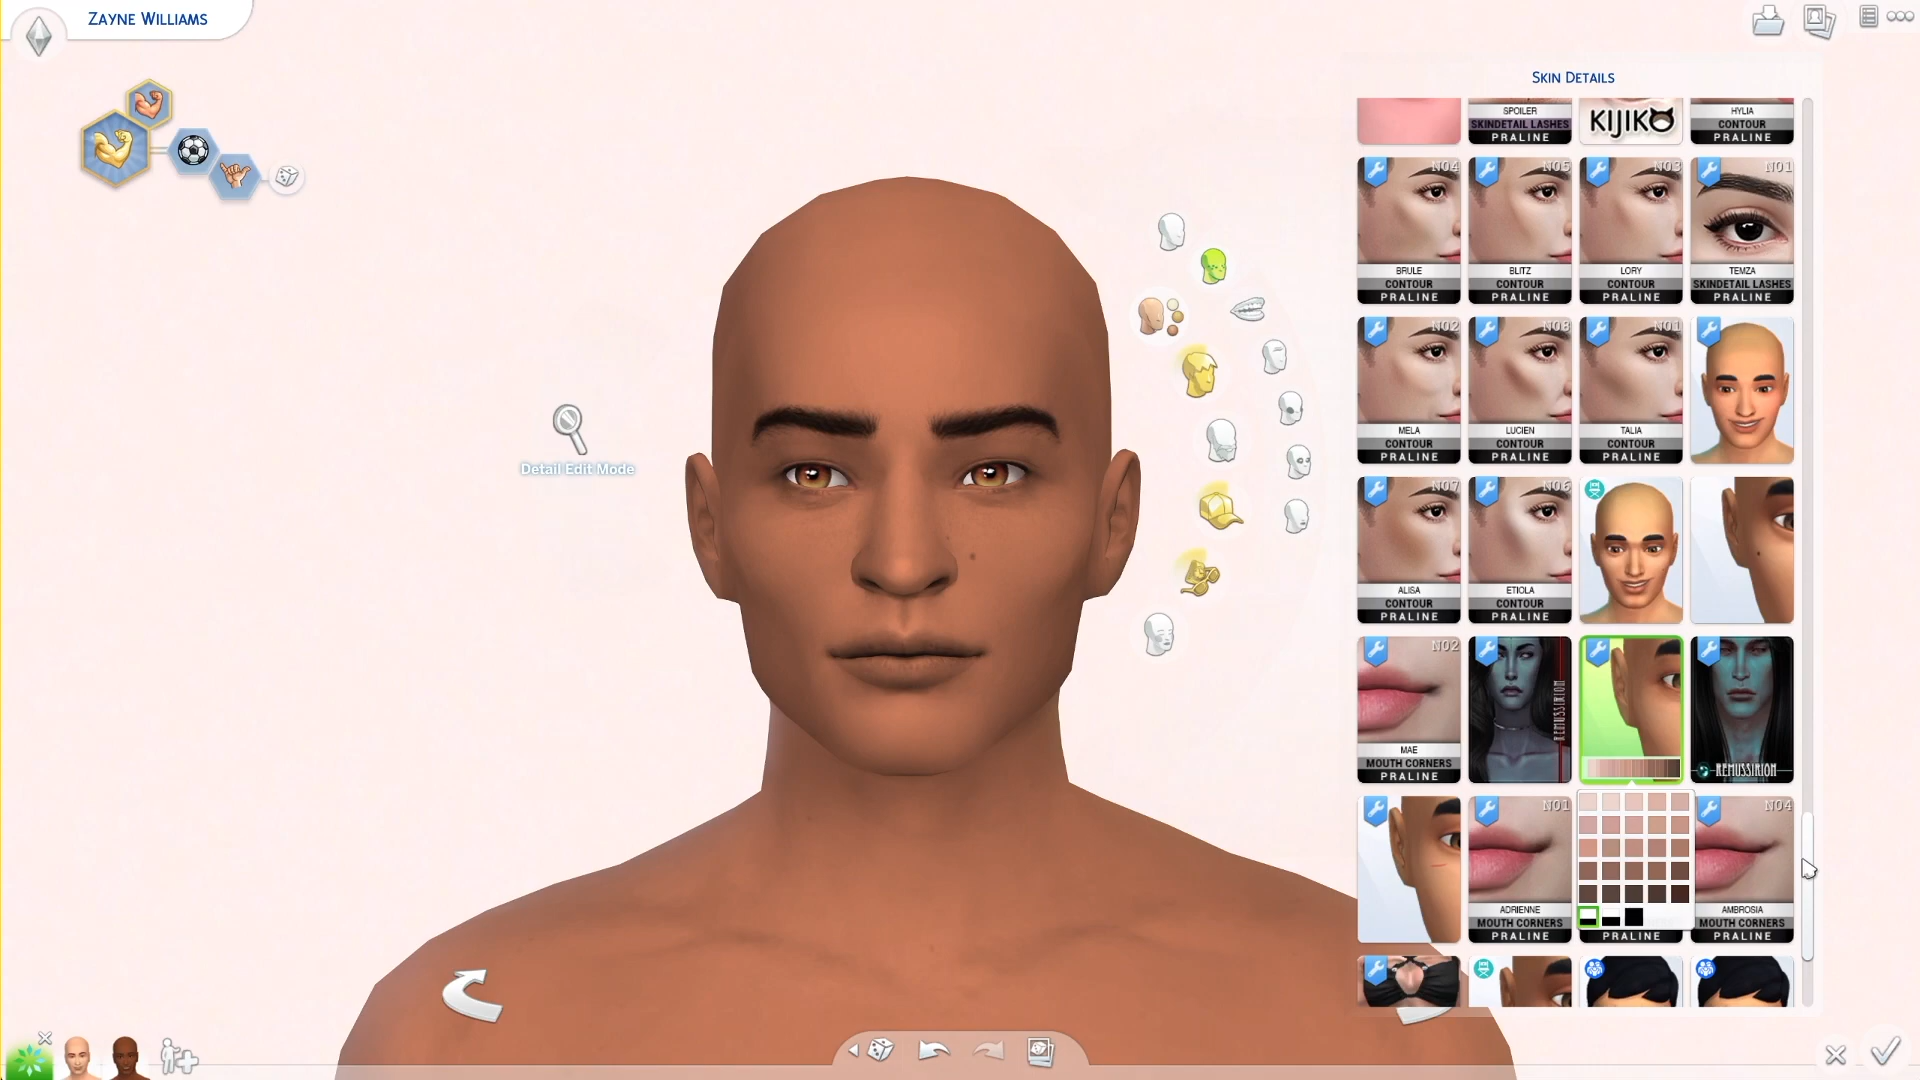 ZAYNE WILLIAMS
SKIN DETAILS
SPOILER
SKINDETAIL LASHES
PRALINE
KIJIKO
HYLIA
CONTOUR
PRALINE
N04
BRULE
CONTOUR
PRALINE
N05
BLITZ
CONTOUR
PRALINE
N03
LORY
CONTOUR
PRALINE
N01
TEMZA
SKINDETAIL LASHES
PRALINE
N02
MELA
CONTOUR
PRALINE
N08
LUCIEN
CONTOUR
PRALINE
N01
TALIA
CONTOUR
PRALINE
Detail Edit Mode
N07
ALISA
CONTOUR
PRALINE
N06
ETIOLA
CONTOUR
PRALINE
N02
MAE
MOUTH CORNERS
PRALINE
REMUSSIRION
REMUSSIRION
N01
ADRIENNE
MOUTH CORNERS
PRALINE
PRALINE
N04
AMBROSIA
MOUTH CORNERS
PRALINE